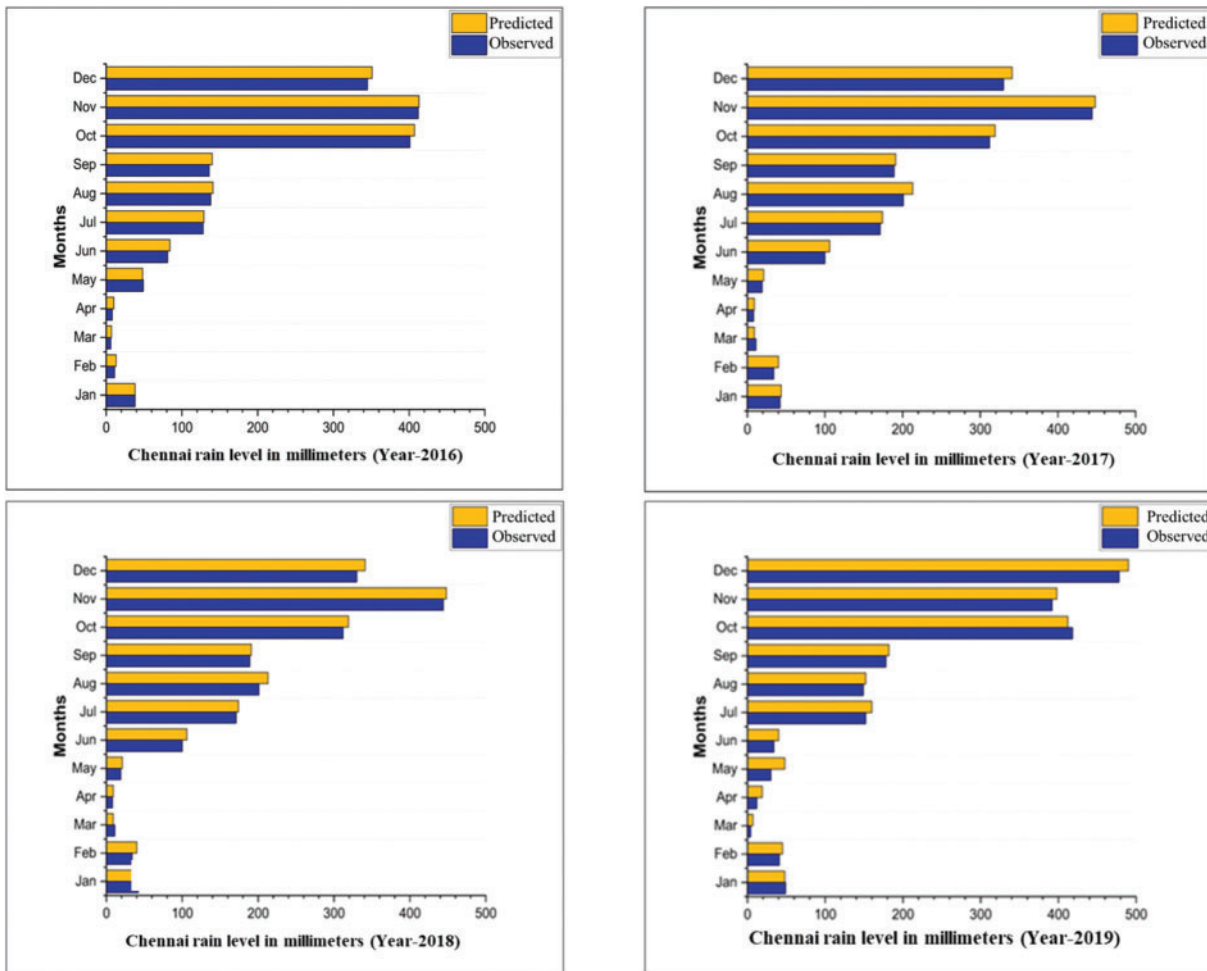 Predicted
Observed
Dec
Nov
Oct
Sep
Aug
Jul
Jun
May
Apr
Mar
Feb
Jan
Months
0 100 200 300 400 500
Chennai rain level in millimeters (Year-2016)
Predicted
Observed
Dec
Nov
Oct
Sep
Aug
Jul
Jun
May
Apr
Mar
Feb
Jan
Months
0 100 200 300 400 500
Chennai rain level in millimeters (Year-2017)
Predicted
Observed
Dec
Nov
Oct
Sep
Aug
Jul
Jun
May
Apr
Mar
Feb
Jan
Months
0 100 200 300 400 500
Chennai rain level in millimeters (Year-2018)
Predicted
Observed
Dec
Nov
Oct
Sep
Aug
Jul
Jun
May
Apr
Mar
Feb
Jan
Months
0 100 200 300 400 500
Chennai rain level in millimeters (Year-2019)